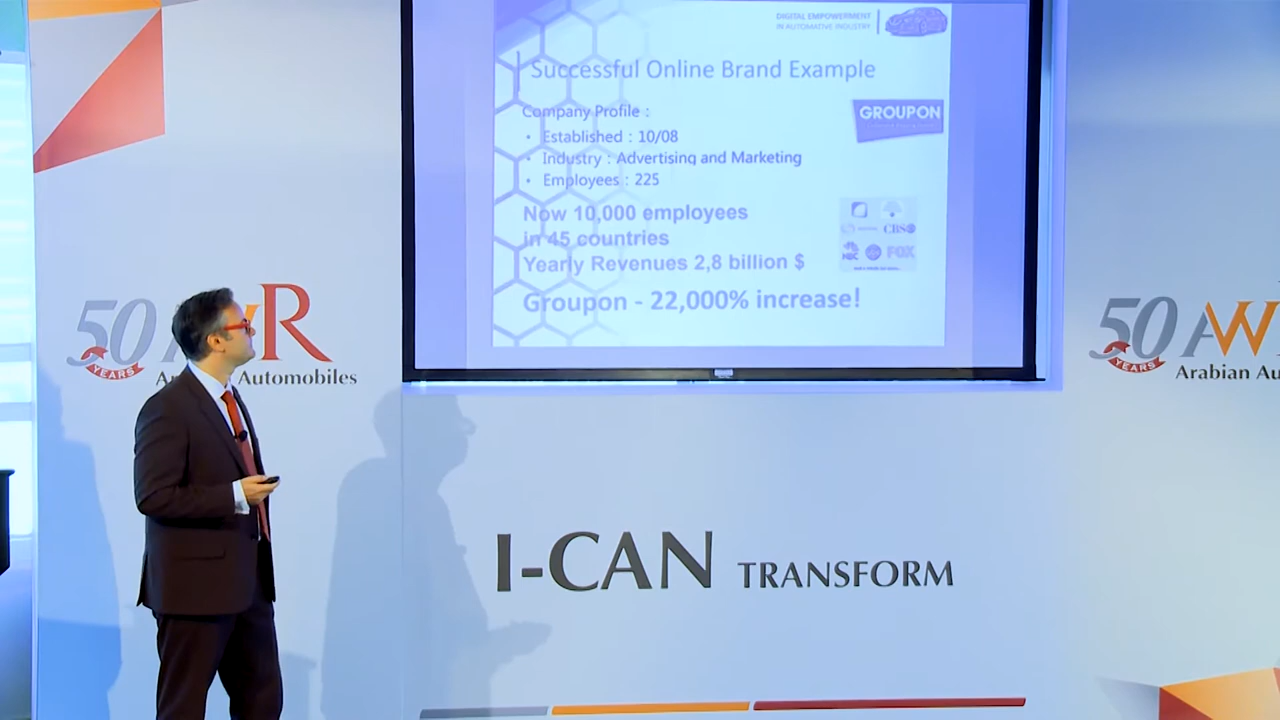 DIGITAL EMPOWERMENT
IN AUTOMATIVE INDUSTRY
Successful Online Brand Example
Company Profile :
GROUPON
• Established : 10/08
• Industry : Advertising and Marketing
• Employees : 225
Now 10,000 employees
in 45 countries
Yearly Revenues 2,8 billion $
CBS
NBC
FOX
Groupon - 22,000% increase!
50 YEARS
R
Automobiles
50 YEARS
AW
Arabian Au
I-CAN TRANSFORM